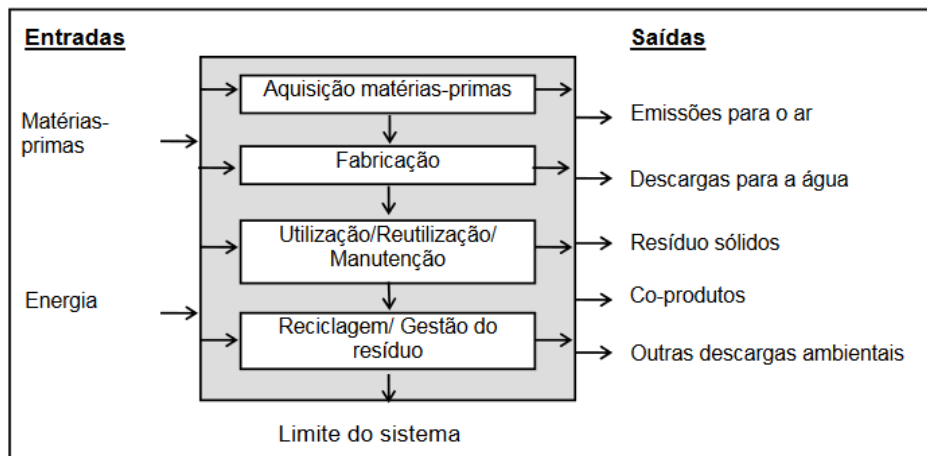 Entradas
Matérias-
primas
Energia
Aquisição matérias-primas
Fabricação
Utilização/Reutilização/
Manutenção
Reciclagem/ Gestão do
resíduo
Limite do sistema
Saídas
Emissões para o ar
Descargas para a água
Resíduo sólidos
Co-produtos
Outras descargas ambientais